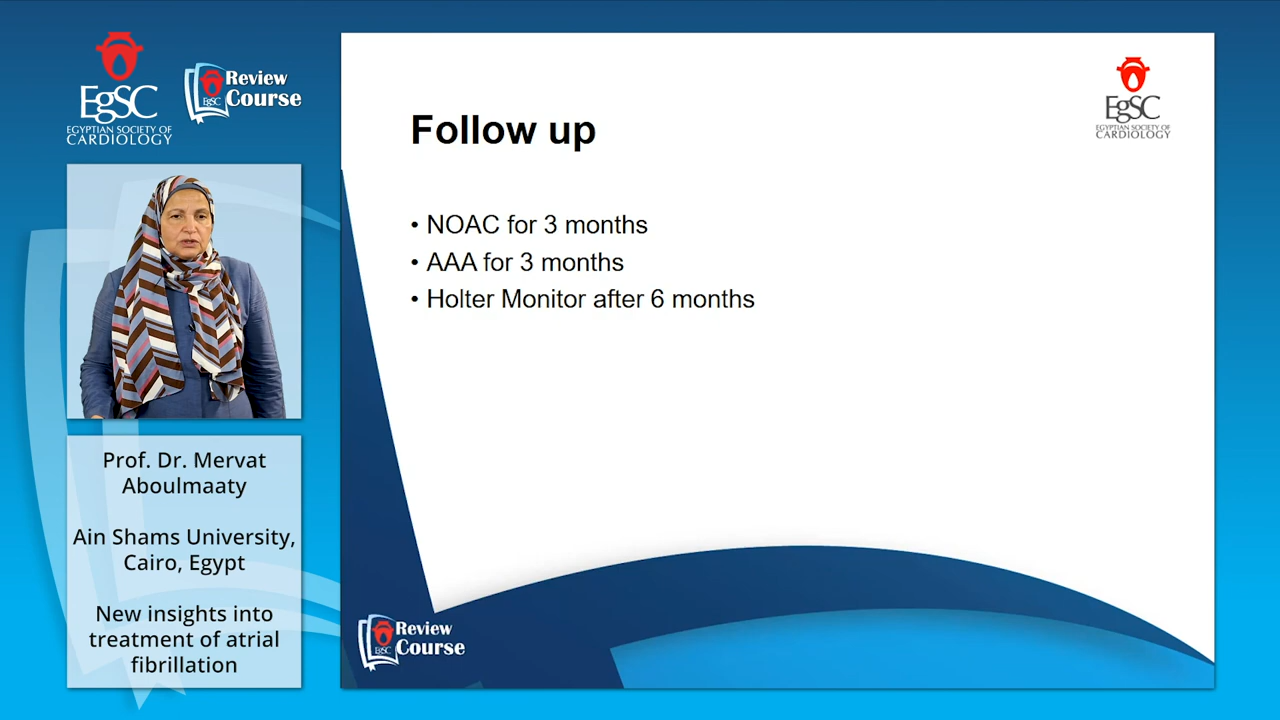 EgSC
EGYPTIAN SOCIETY OF
CARDIOLOGY
Review
Course
EgSC
Prof. Dr. Mervat
Aboulmaaty
Ain Shams University,
Cairo, Egypt
New insights into
treatment of atrial
fibrillation
EgSC
EGYPTIAN SOCIETY OF
CARDIOLOGY
Follow up
• NOAC for 3 months
• AAA for 3 months
• Holter Monitor after 6 months
Review
Course
EgSC